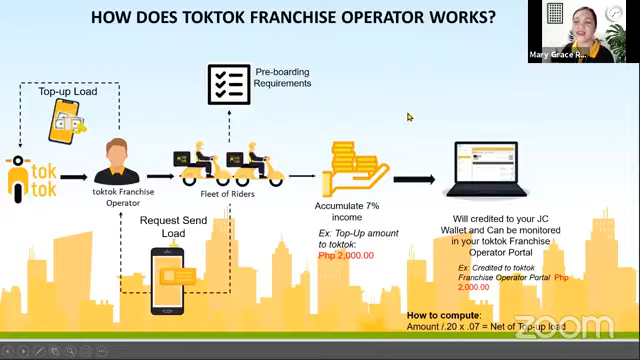 HOW DOES TOKTOK FRANCHISE OPERATOR WORKS?
Mary Grace R...
Pre-boarding
Requirements
Top-up Load
tok
tok
toktok Franchise
Operator
Fleet of Riders
Request Send
Load
Accumulate 7%
income
Ex: Top-Up amount
to toktok:
Php 2,000.00
Will credited to your JC
Wallet and Can be monitored
in your toktok Franchise
Operator Portal
Ex: Credited to toktok
Franchise Operator Portal Php
2,000.00
How to compute:
Amount /.20 x .07 = Net of Top-up load
zoom